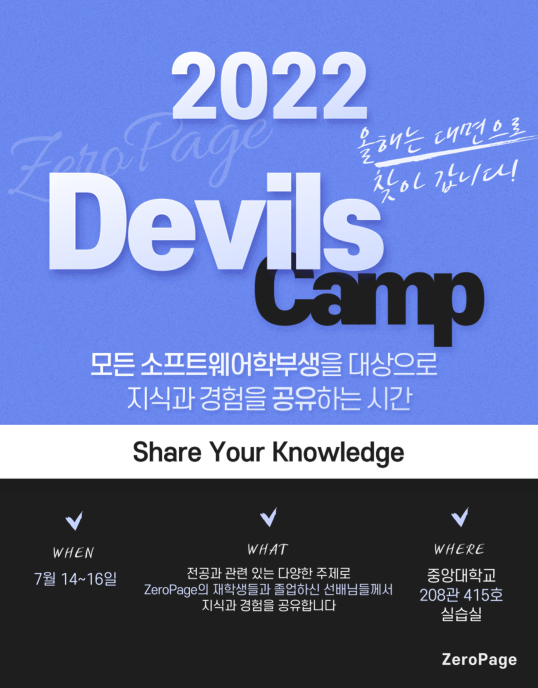 2022
ZeroPage
올해는 대면으로
찾아 갑니다!
Devils
Camp
모든 소프트웨어학부생을 대상으로
지식과 경험을 공유하는 시간
Share Your Knowledge
WHEN
7월 14~16일
WHAT
전공과 관련 있는 다양한 주제로
ZeroPage의 재학생들과 졸업하신 선배님들께서
지식과 경험을 공유합니다
WHERE
중앙대학교
208관 415호
실습실
ZeroPage